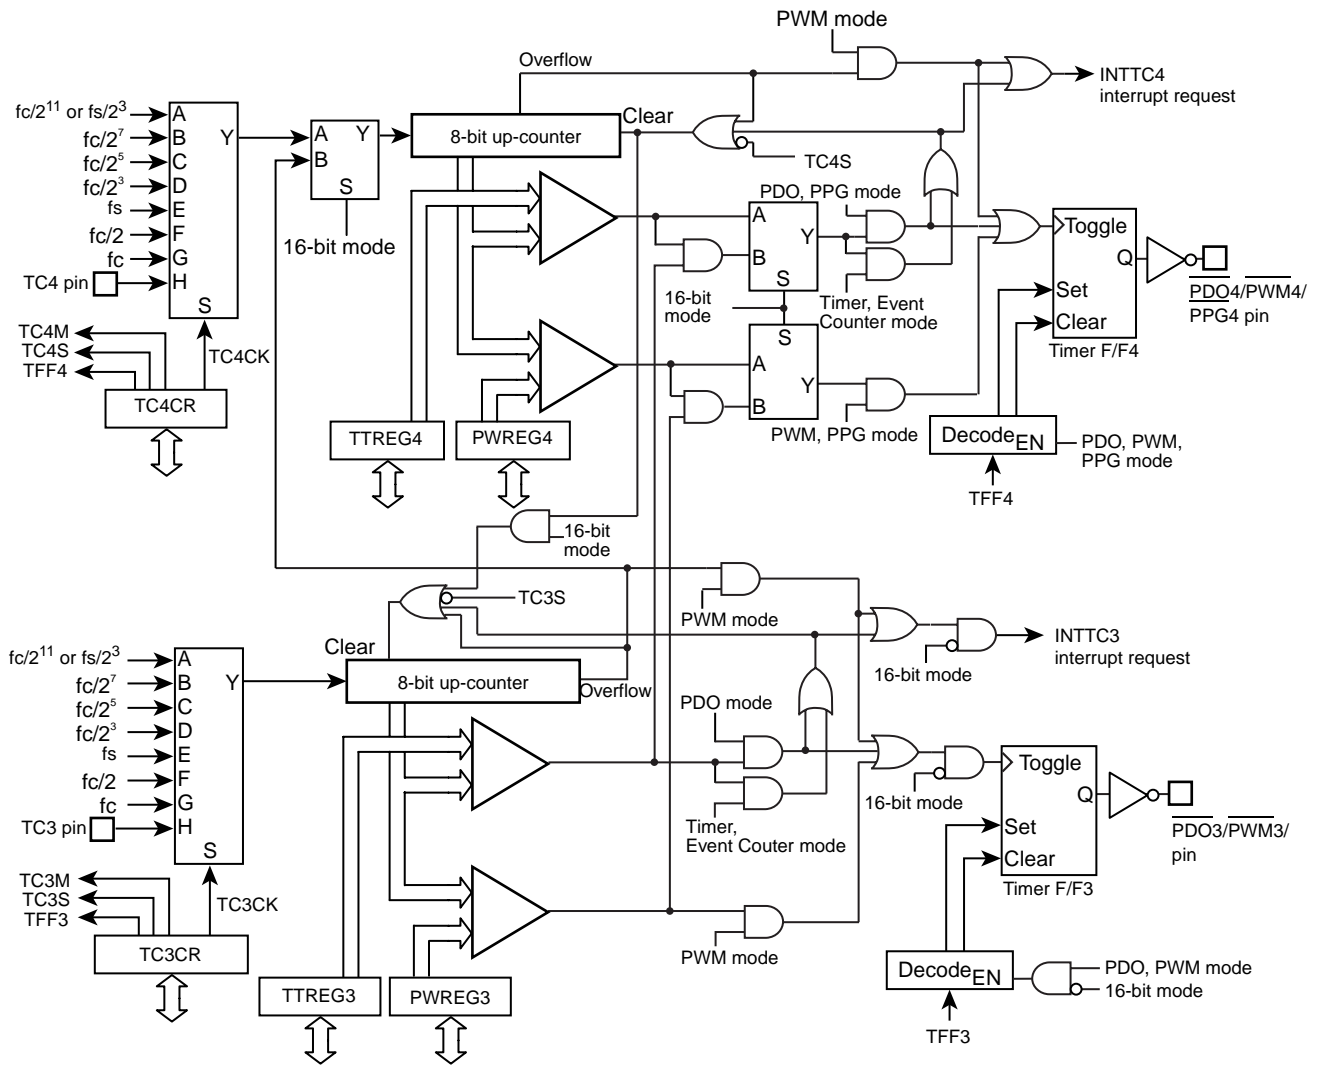 PWM mode
Overflow
INTTC4
interrupt request
fc/2¹¹ or fs/2³
fc/2⁷
fc/2⁵
fc/2³
fs
fc/2
fc
TC4 pin
A
B
C
D
E
F
G
H
Y
S
A
B
Y
S
16-bit mode
8-bit up-counter
Clear
TC4S
PDO, PPG mode
A
B
Y
S
16-bit
mode
Timer, Event
Counter mode
S
A
B
Y
PWM, PPG mode
Toggle
Q
Set
Clear
Timer F/F4
PDO4/PWM4/
PPG4 pin
TC4M
TC4S
TFF4
TC4CK
TC4CR
TTREG4
PWREG4
Decode EN
PDO, PWM,
PPG mode
TFF4
16-bit
mode
TC3S
PWM mode
INTTC3
interrupt request
16-bit mode
Clear
fc/2¹¹ or fs/2³
fc/2⁷
fc/2⁵
fc/2³
fs
fc/2
fc
TC3 pin
A
B
C
D
E
F
G
H
Y
S
8-bit up-counter
Overflow
PDO mode
Timer,
Event Couter mode
16-bit mode
Toggle
Q
Set
Clear
Timer F/F3
PDO3/PWM3/
pin
TC3M
TC3S
TFF3
TC3CK
TC3CR
TTREG3
PWREG3
PWM mode
Decode EN
PDO, PWM mode
16-bit mode
TFF3